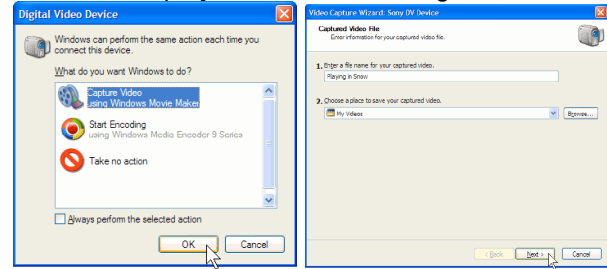 Digital Video Device
Windows can perform the same action each time you
connect this device.
What do you want Windows to do?
Capture Video
using Windows Movie Maker
Start Encoding
using Windows Media Encoder 9 Series
Take no action
Always perform the selected action
OK
Cancel
Video Capture Wizard: Sony DV Device
Captured Video File
Enter information for your captured video file.
1. Enter a file name for your captured video.
Playing in Snow
2. Choose a place to save your captured video.
My Videos
Browse...
< Back
Next >
Cancel